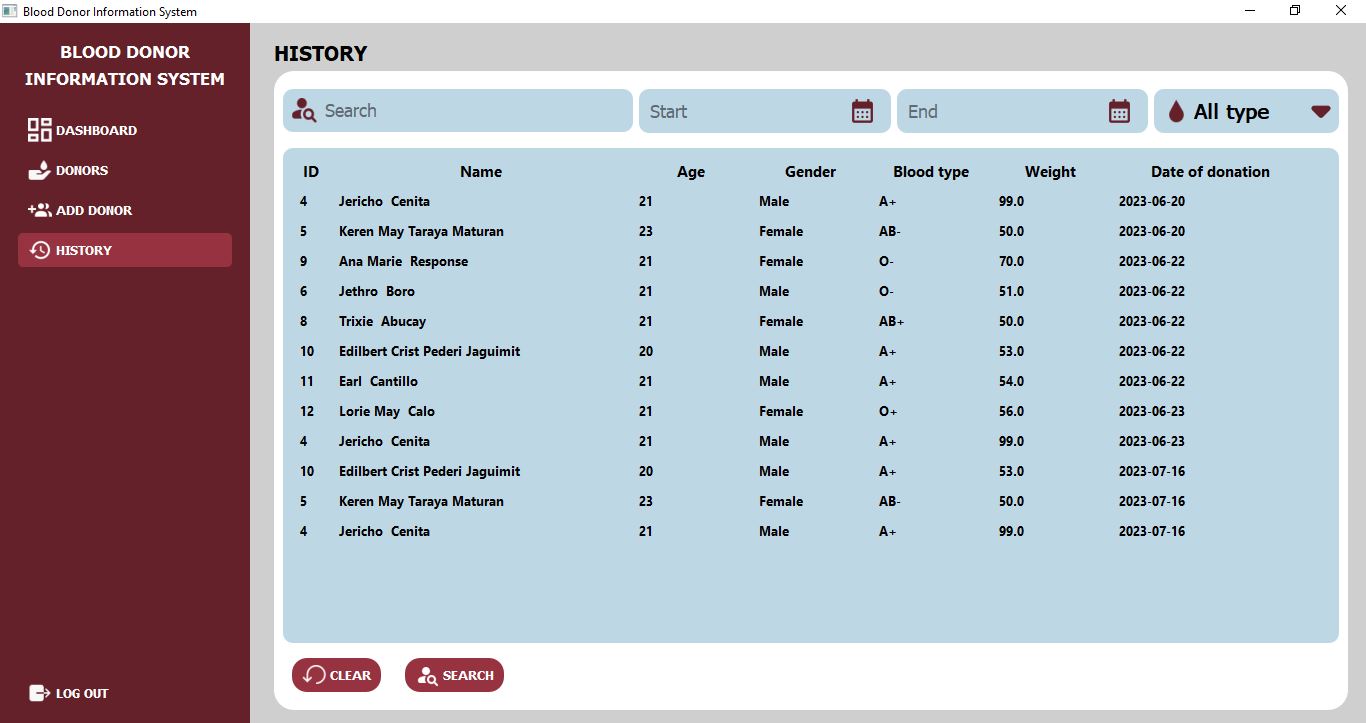 Blood Donor Information System
BLOOD DONOR
INFORMATION SYSTEM
DASHBOARD
DONORS
ADD DONOR
HISTORY
LOG OUT
HISTORY
Search Start End All type
ID Name Age Gender Blood type Weight Date of donation
4 Jericho  Cenita 21 Male A+ 99.0 2023-06-20
5 Keren May Taraya Maturan 23 Female AB- 50.0 2023-06-20
9 Ana Marie  Response 21 Female O- 70.0 2023-06-22
6 Jethro  Boro 21 Male O- 51.0 2023-06-22
8 Trixie  Abucay 21 Female AB+ 50.0 2023-06-22
10 Edilbert Crist Pederi Jaguimit 20 Male A+ 53.0 2023-06-22
11 Earl  Cantillo 21 Male A+ 54.0 2023-06-22
12 Lorie May  Calo 21 Female O+ 56.0 2023-06-23
4 Jericho  Cenita 21 Male A+ 99.0 2023-06-23
10 Edilbert Crist Pederi Jaguimit 20 Male A+ 53.0 2023-07-16
5 Keren May Taraya Maturan 23 Female AB- 50.0 2023-07-16
4 Jericho  Cenita 21 Male A+ 99.0 2023-07-16
CLEAR SEARCH